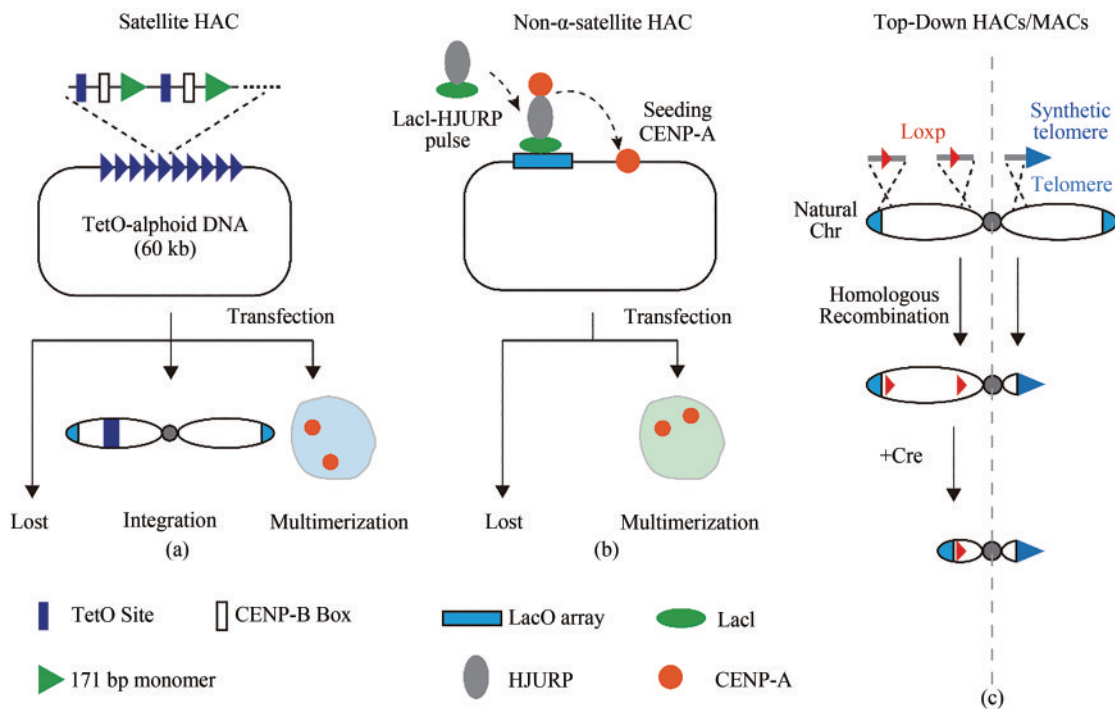 Satellite HAC
TetO-alphoid DNA
(60 kb)
Transfection
Lost
Integration
Multimerization
(a)
Non-α-satellite HAC
LacI-HJURP
pulse
Seeding
CENP-A
Transfection
Lost
Multimerization
(b)
Top-Down HACs/MACs
Loxp
Synthetic
telomere
Telomere
Natural
Chr
Homologous
Recombination
+Cre
(c)
TetO Site
CENP-B Box
171 bp monomer
LacO array
LacI
HJURP
CENP-A